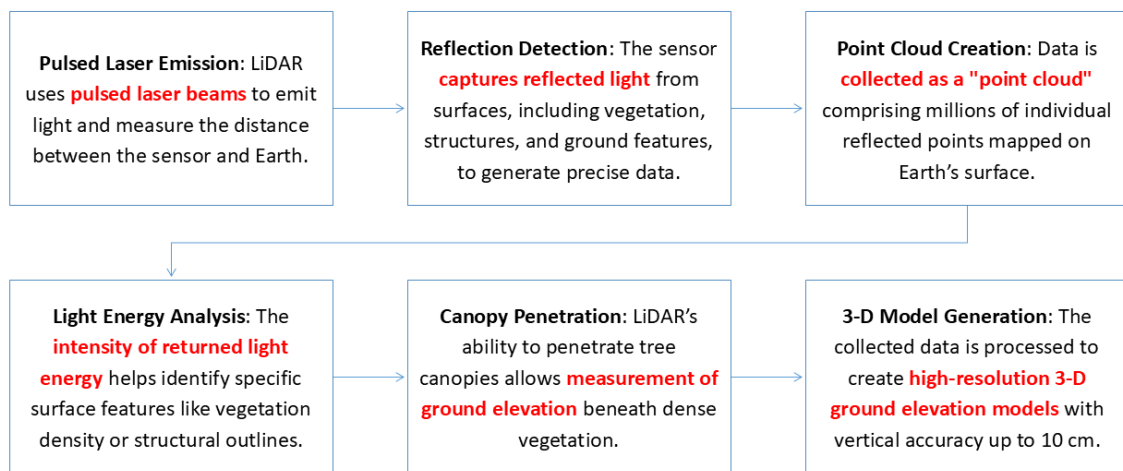 Pulsed Laser Emission: LiDAR
uses pulsed laser beams to emit
light and measure the distance
between the sensor and Earth.
Reflection Detection: The sensor
captures reflected light from
surfaces, including vegetation,
structures, and ground features,
to generate precise data.
Point Cloud Creation: Data is
collected as a "point cloud"
comprising millions of individual
reflected points mapped on
Earth’s surface.
Light Energy Analysis: The
intensity of returned light
energy helps identify specific
surface features like vegetation
density or structural outlines.
Canopy Penetration: LiDAR’s
ability to penetrate tree
canopies allows measurement of
ground elevation beneath dense
vegetation.
3-D Model Generation: The
collected data is processed to
create high-resolution 3-D
ground elevation models with
vertical accuracy up to 10 cm.